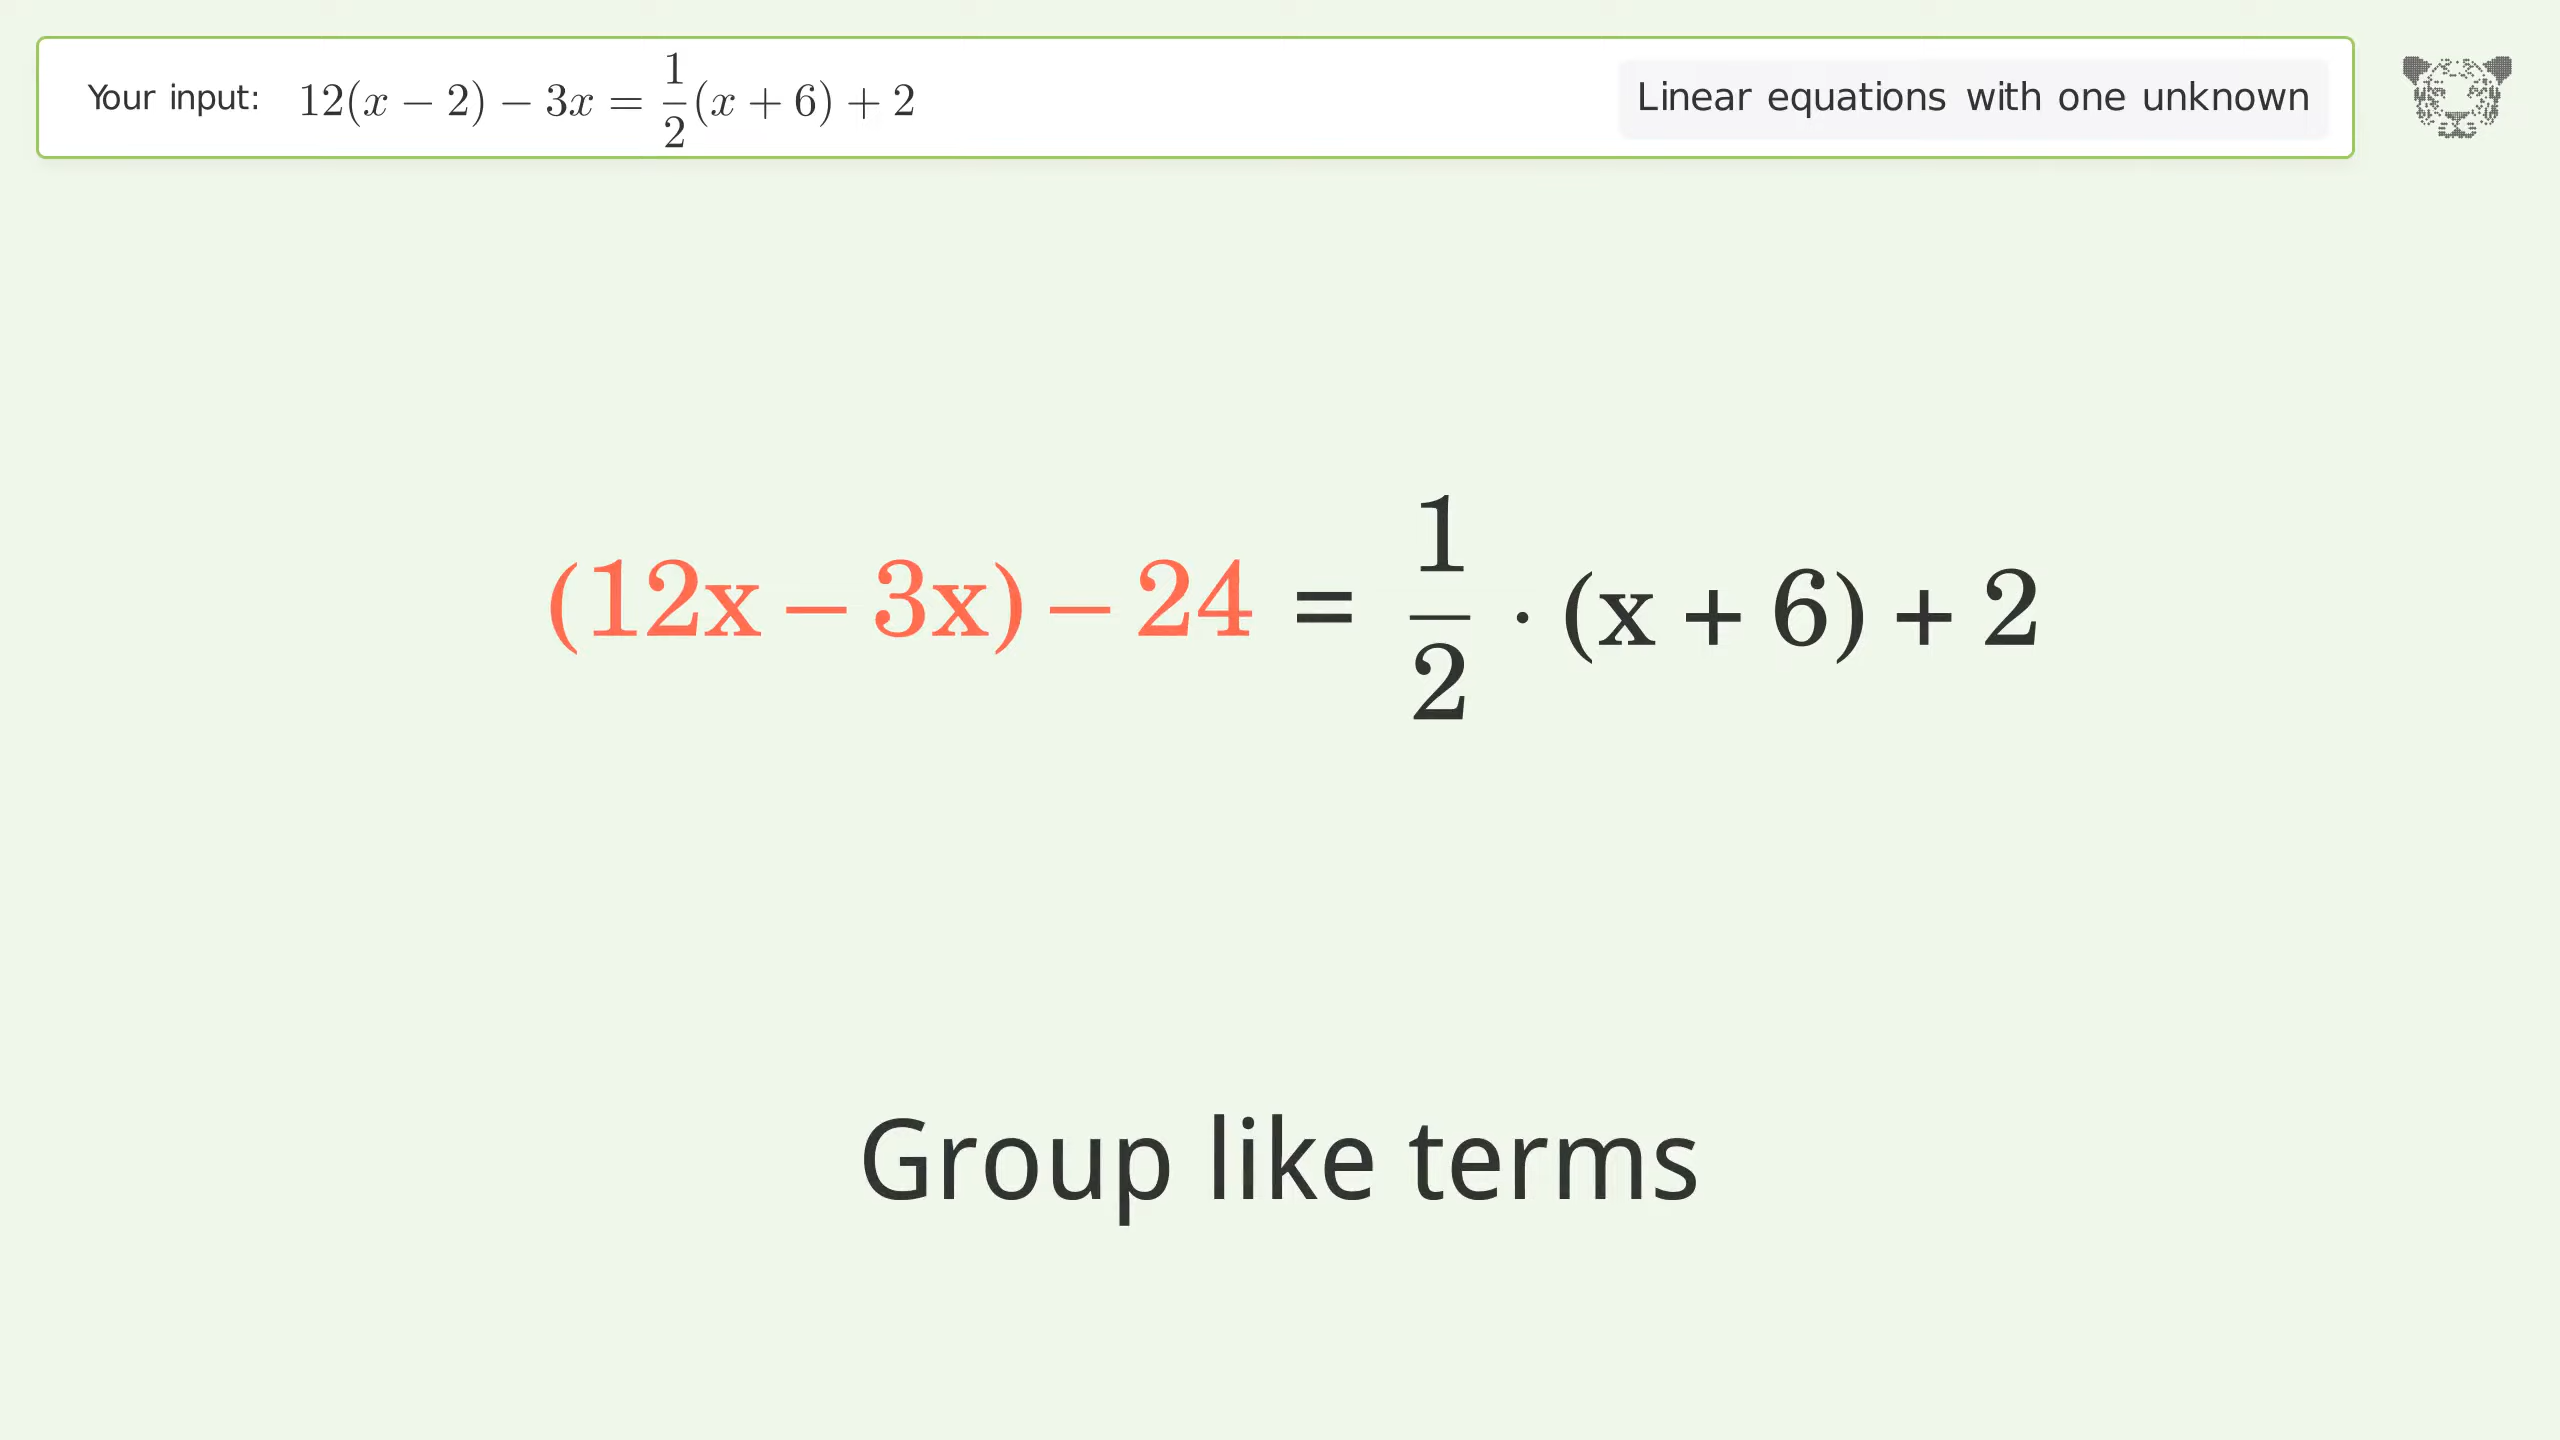 Your input: 12(x − 2) − 3x = 1/2(x + 6) + 2
Linear equations with one unknown
(12x − 3x) − 24 = 1/2 · (x + 6) + 2
Group like terms